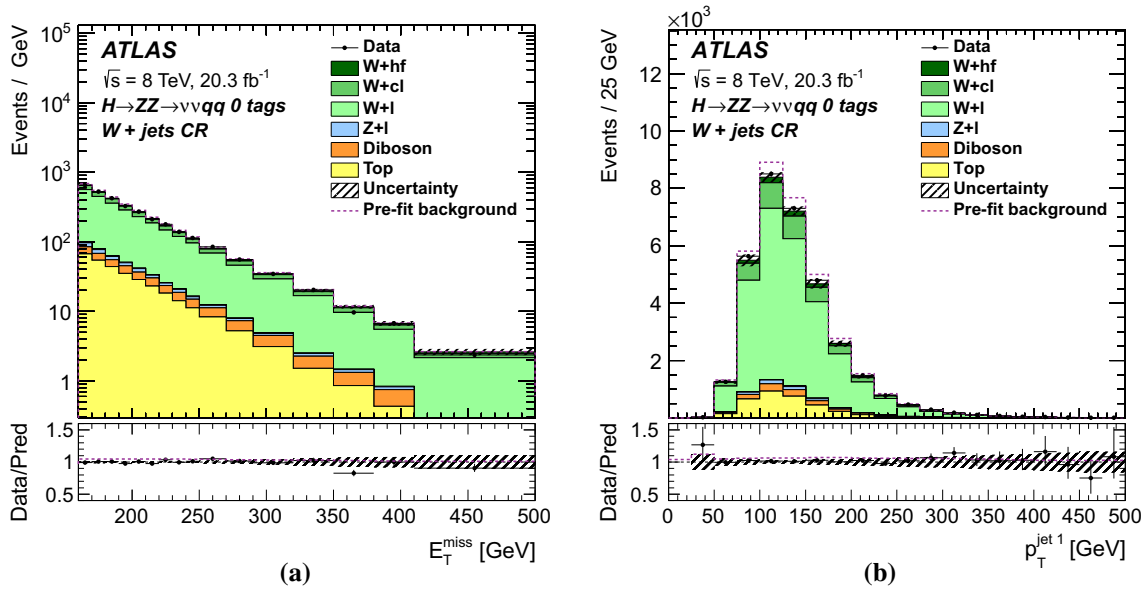 10⁵
10⁴
10³
10²
10
1
Events / GeV
ATLAS
√s = 8 TeV, 20.3 fb⁻¹
H→ZZ→ννqq 0 tags
W + jets CR
Data
W+hf
W+cl
W+l
Z+l
Diboson
Top
Uncertainty
Pre-fit background
Data/Pred
1.5
1
0.5
200 250 300 350 400 450 500
E_T^miss [GeV]
(a)
×10³
Events / 25 GeV
12
10
8
6
4
2
ATLAS
√s = 8 TeV, 20.3 fb⁻¹
H→ZZ→ννqq 0 tags
W + jets CR
Data
W+hf
W+cl
W+l
Z+l
Diboson
Top
Uncertainty
Pre-fit background
Data/Pred
1.5
1
0.5
0 50 100 150 200 250 300 350 400 450 500
p_T^jet 1 [GeV]
(b)